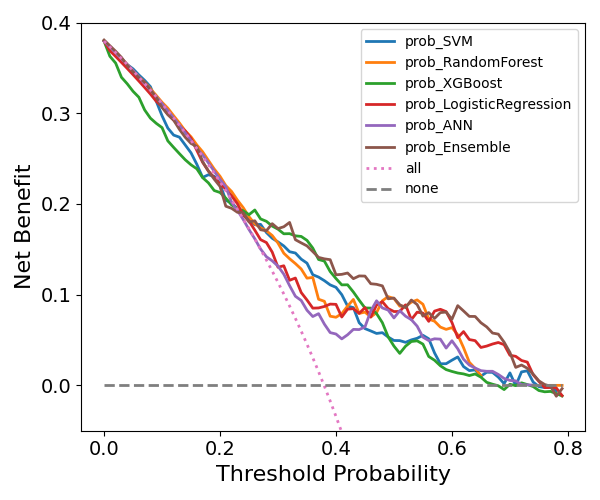 0.4
0.3
0.2
0.1
0.0
Net Benefit
prob_SVM
prob_RandomForest
prob_XGBoost
prob_LogisticRegression
prob_ANN
prob_Ensemble
all
none
0.0 0.2 0.4 0.6 0.8
Threshold Probability